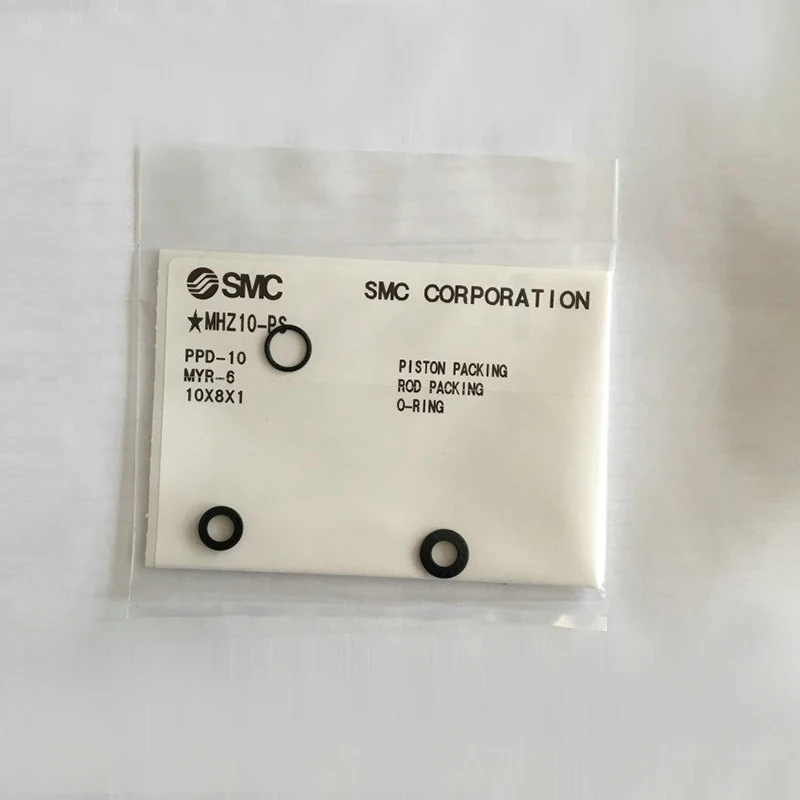 SMC SMC CORPORATION
★MHZ10-PS
PPD-10 PISTON PACKING
MYR-6 ROD PACKING
10X8X1 O-RING